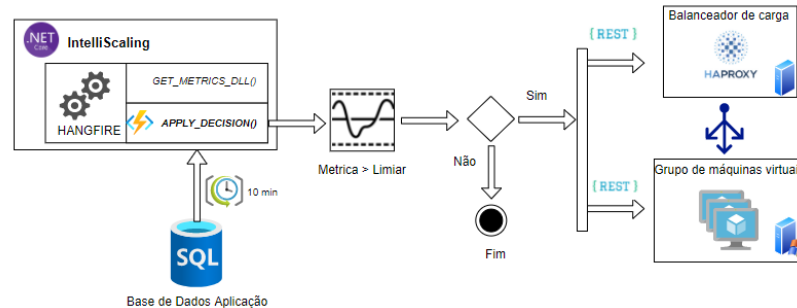 .NET
Core
IntelliScaling
HANGFIRE
GET_METRICS_DLL()
APPLY_DECISION()
10 min
SQL
Base de Dados Aplicação
Metrica > Limiar
Sim
Não
Fim
{ REST }
{ REST }
Balanceador de carga
HAPROXY
Grupo de máquinas virtuai